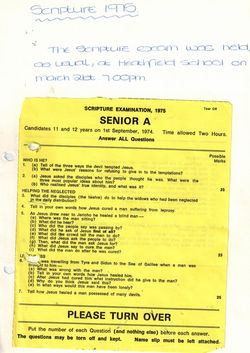 Scripture 1975
The Scripture exam was held,
as usual, at Heathfield School on
March 21st 7.00pm.
SCRIPTURE EXAMINATION, 1975
Tear Off
SENIOR A
Candidates 11 and 12 years on 1st September, 1974. Time allowed Two Hours.
Answer ALL Questions
Possible
Marks
WHO IS HE?
1. (a) Tell of the three ways the devil tempted Jesus.
(b) What were Jesus' reasons for refusing to give in to the temptations?
2. (a) Jesus asked the disciples who the people thought he was. What were the
three most popular ideas about him?
(b) Who realised Jesus' true identity, and what was it? 25
HELPING THE NEGLECTED
3. What did the disciples (the twelve) do to help the widows who had been neglected
in the daily distribution?
4. Tell in your own words how Jesus cured a man suffering from leprosy.
5. As Jesus drew near to Jericho he heard a blind man—
(a) Where was the man sitting?
(b) What did he hear?
(c) Who did the people say was passing by?
(d) What did he ask of Jesus first of all?
(e) What did the crowd tell the man to do?
(f) What did Jesus ask the people to do?
(g) Then, what did the man ask Jesus for?
(h) What did Jesus say to cure the man?
(i) What did the man do when he was cured? 25
was travelling from Tyre and Sidon to the Sea of Galilee when a man was
to him—
(a) What was wrong with the man?
(b) Tell in your own words how Jesus healed him.
(c) After Jesus had cured him what instruction did he give to the man?
(d) Why do you think Jesus said this?
(e) In what ways would this man have been lonely?
7. Tell how Jesus healed a man possessed of many devils. 25
PLEASE TURN OVER
Put the number of each Question (and nothing else) before each answer.
The questions may be torn off and kept. Name slip must be left attached.